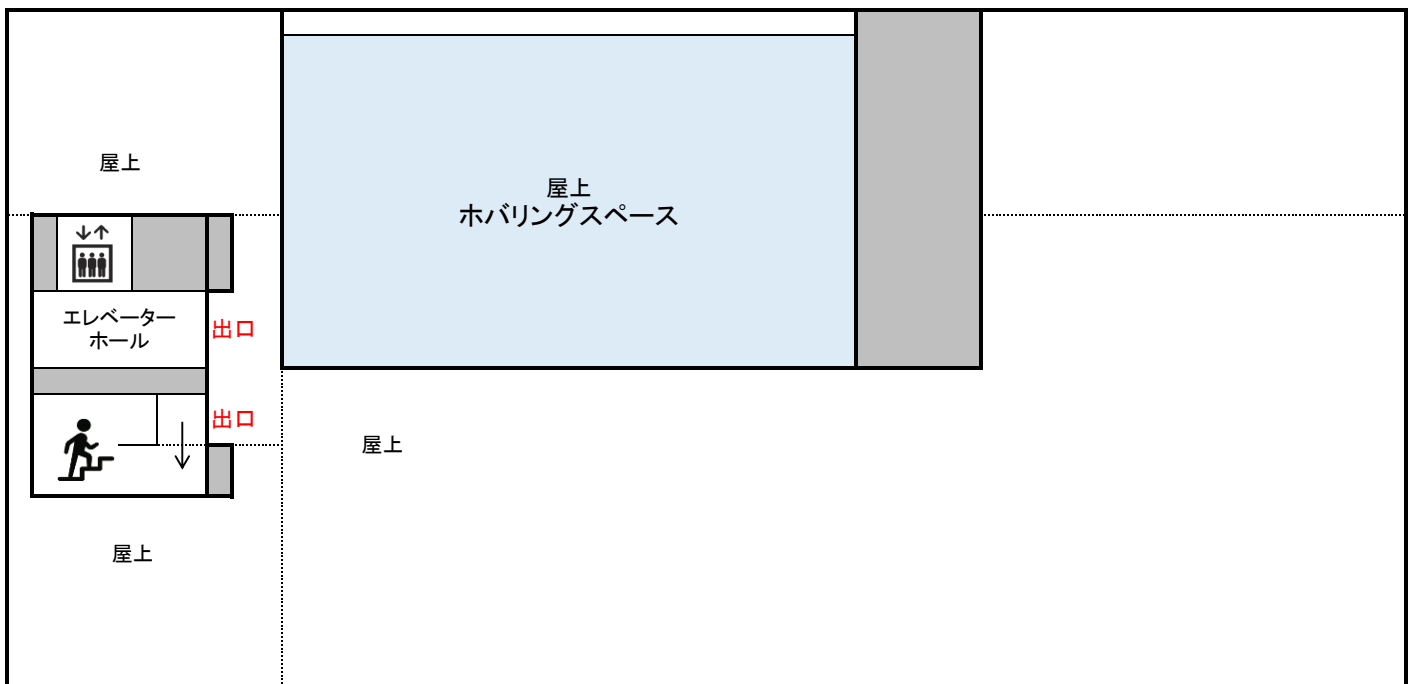 屋上
屋上
ホバリングスペース
エレベーター
ホール
出口
出口
屋上
屋上